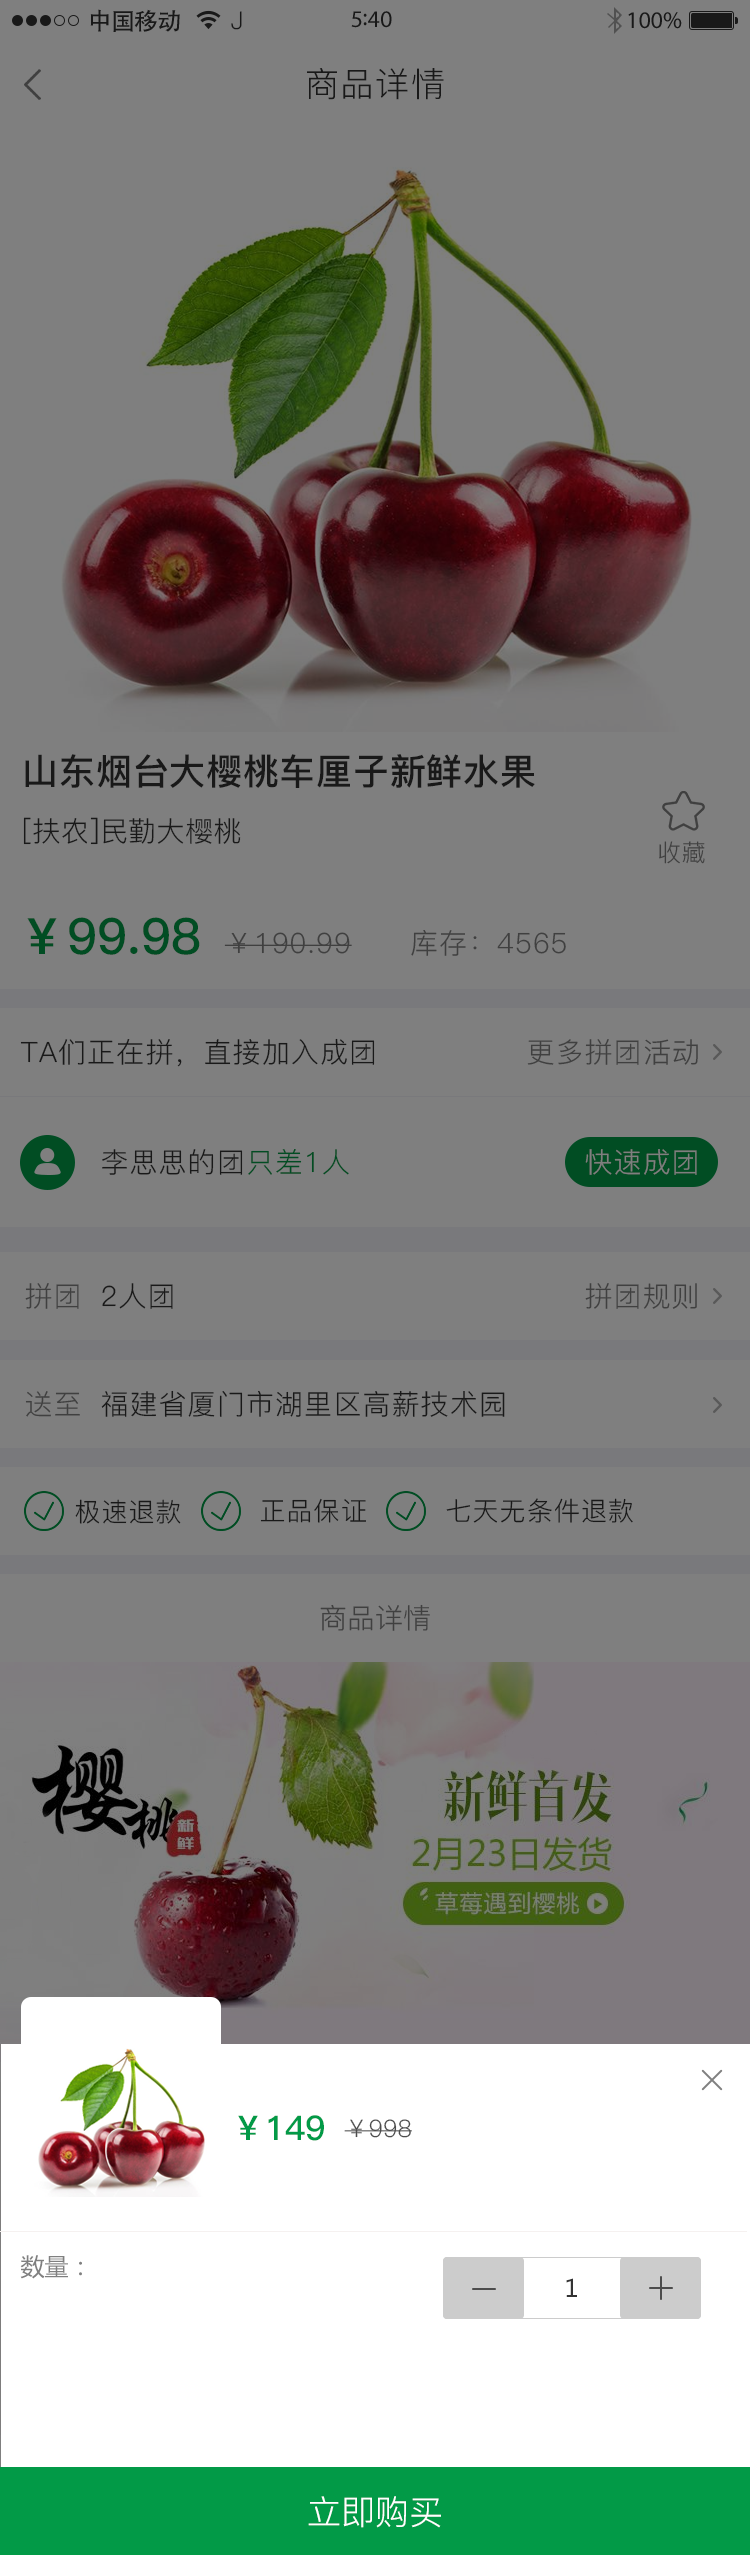 中国移动 5:40 100%
商品详情
山东烟台大樱桃车厘子新鲜水果
[扶农]民勤大樱桃
收藏
¥99.98 ¥190.99 库存：4565
TA们正在拼，直接加入成团 更多拼团活动
李思思的团只差1人 快速成团
拼团 2人团 拼团规则
送至 福建省厦门市湖里区高薪技术园
极速退款 正品保证 七天无条件退款
商品详情
樱桃
新鲜
新鲜首发
2月23日发货
草莓遇到樱桃
¥149 ¥998
数量：
1
立即购买